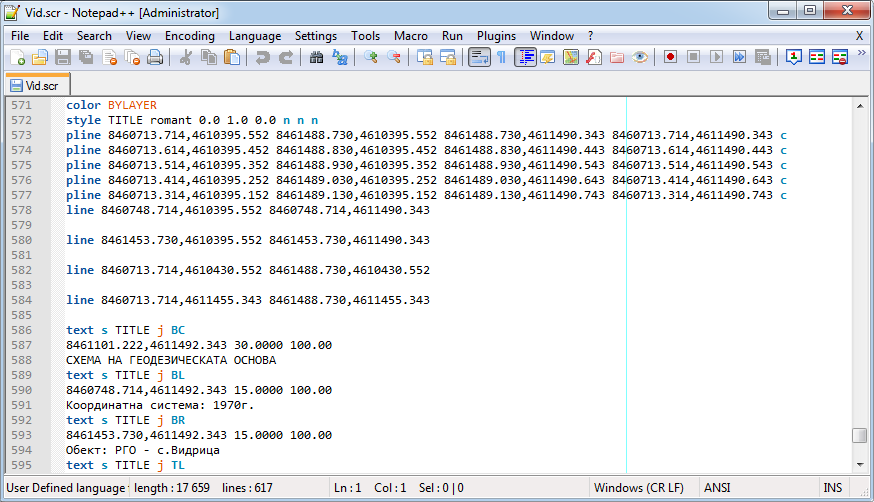 Vid.scr - Notepad++ [Administrator]
File Edit Search View Encoding Language Settings Tools Macro Run Plugins Window ? X
Vid.scr
571 color BYLAYER
572 style TITLE romant 0.0 1.0 0.0 n n n
573 pline 8460713.714,4610395.552 8461488.730,4610395.552 8461488.730,4611490.343 8460713.714,4611490.343 c
574 pline 8460713.614,4610395.452 8461488.830,4610395.452 8461488.830,4611490.443 8460713.614,4611490.443 c
575 pline 8460713.514,4610395.352 8461488.930,4610395.352 8461488.930,4611490.543 8460713.514,4611490.543 c
576 pline 8460713.414,4610395.252 8461489.030,4610395.252 8461489.030,4611490.643 8460713.414,4611490.643 c
577 pline 8460713.314,4610395.152 8461489.130,4610395.152 8461489.130,4611490.743 8460713.314,4611490.743 c
578 line 8460748.714,4610395.552 8460748.714,4611490.343
579
580 line 8461453.730,4610395.552 8461453.730,4611490.343
581
582 line 8460713.714,4610430.552 8461488.730,4610430.552
583
584 line 8460713.714,4611455.343 8461488.730,4611455.343
585
586 text s TITLE j BC
587 8461101.222,4611492.343 30.0000 100.00
588 СХЕМА НА ГЕОДЕЗИЧЕСКАТА ОСНОВА
589 text s TITLE j BL
590 8460748.714,4611492.343 15.0000 100.00
591 Координатна система: 1970г.
592 text s TITLE j BR
593 8461453.730,4611492.343 15.0000 100.00
594 Обект: РГО - с.Видрица
595 text s TITLE j TL
User Defined language length : 17 659 lines : 617 Ln : 1 Col : 1 Sel : 0 | 0 Windows (CR LF) ANSI INS